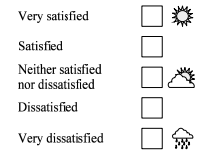 Very satisfied
Satisfied
Neither satisfied
nor dissatisfied
Dissatisfied
Very dissatisfied